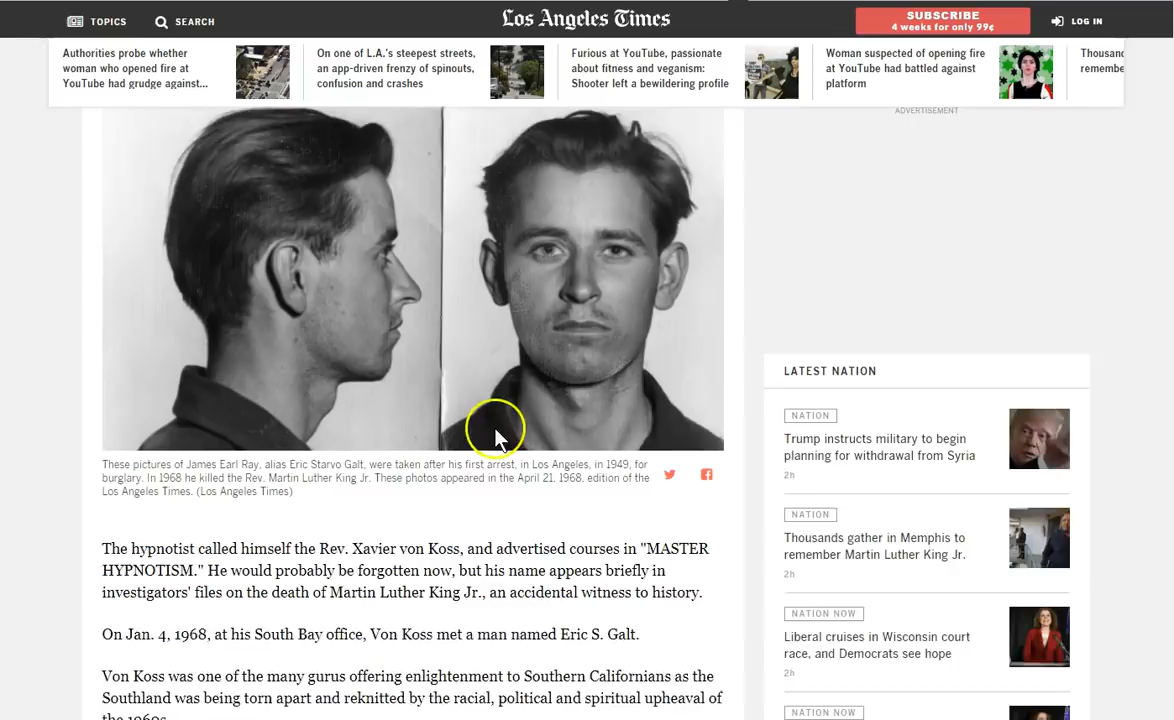 TOPICS
SEARCH
Los Angeles Times
SUBSCRIBE
4 weeks for only 99¢
LOG IN
Authorities probe whether
woman who opened fire at
YouTube had grudge against...
On one of L.A.'s steepest streets,
an app-driven frenzy of spinouts,
confusion and crashes
Furious at YouTube, passionate
about fitness and veganism:
Shooter left a bewildering profile
Woman suspected of opening fire
at YouTube had battled against
platform
Thousand
remembe
ADVERTISEMENT
These pictures of James Earl Ray, alias Eric Starvo Galt, were taken after his first arrest, in Los Angeles, in 1949, for
burglary. In 1968 he killed the Rev. Martin Luther King Jr. These photos appeared in the April 21, 1968, edition of the
Los Angeles Times. (Los Angeles Times)
The hypnotist called himself the Rev. Xavier von Koss, and advertised courses in "MASTER
HYPNOTISM." He would probably be forgotten now, but his name appears briefly in
investigators' files on the death of Martin Luther King Jr., an accidental witness to history.
On Jan. 4, 1968, at his South Bay office, Von Koss met a man named Eric S. Galt.
Von Koss was one of the many gurus offering enlightenment to Southern Californians as the
Southland was being torn apart and reknitted by the racial, political and spiritual upheaval of
the 1960s.
LATEST NATION
NATION
Trump instructs military to begin
planning for withdrawal from Syria
2h
NATION
Thousands gather in Memphis to
remember Martin Luther King Jr.
2h
NATION NOW
Liberal cruises in Wisconsin court
race, and Democrats see hope
2h
NATION NOW